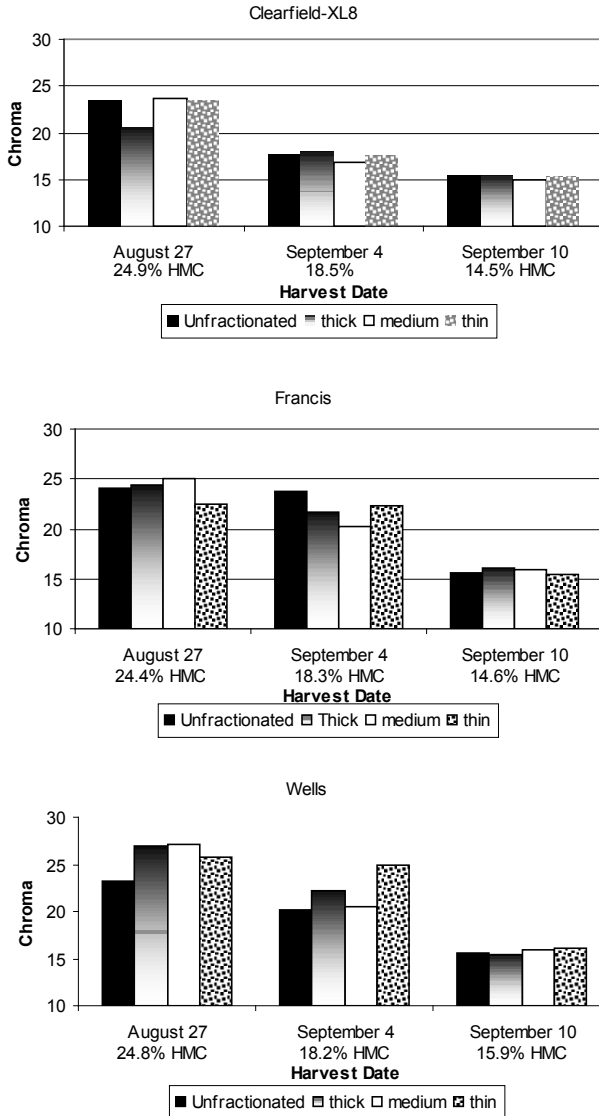 Clearfield-XL8
30
25
20
15
10
Chroma
August 27 September 4 September 10
24.9% HMC 18.5% 14.5% HMC
Harvest Date
Unfractionated thick medium thin
Francis
30
25
20
15
10
Chroma
August 27 September 4 September 10
24.4% HMC 18.3% HMC 14.6% HMC
Harvest Date
Unfractionated Thick medium thin
Wells
30
25
20
15
10
Chroma
August 27 September 4 September 10
24.8% HMC 18.2% HMC 15.9% HMC
Harvest Date
Unfractionated thick medium thin